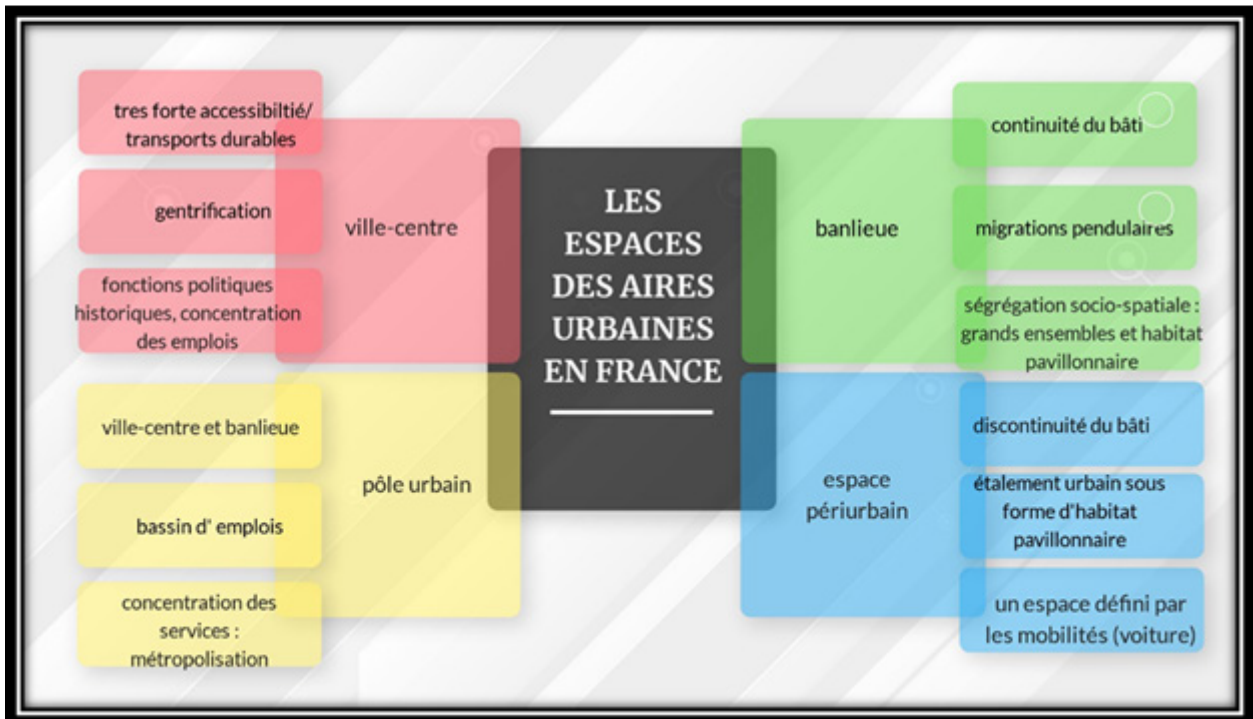 LES
ESPACES
DES AIRES
URBAINES
EN FRANCE
ville-centre
tres forte accessibiltié/
transports durables
gentrification
fonctions politiques
historiques, concentration
des emplois
pôle urbain
ville-centre et banlieue
bassin d' emplois
concentration des
services :
métropolisation
banlieue
continuité du bâti
migrations pendulaires
ségrégation socio-spatiale :
grands ensembles et habitat
pavillonnaire
espace
périurbain
discontinuité du bâti
étalement urbain sous
forme d'habitat
pavillonnaire
un espace défini par
les mobilités (voiture)